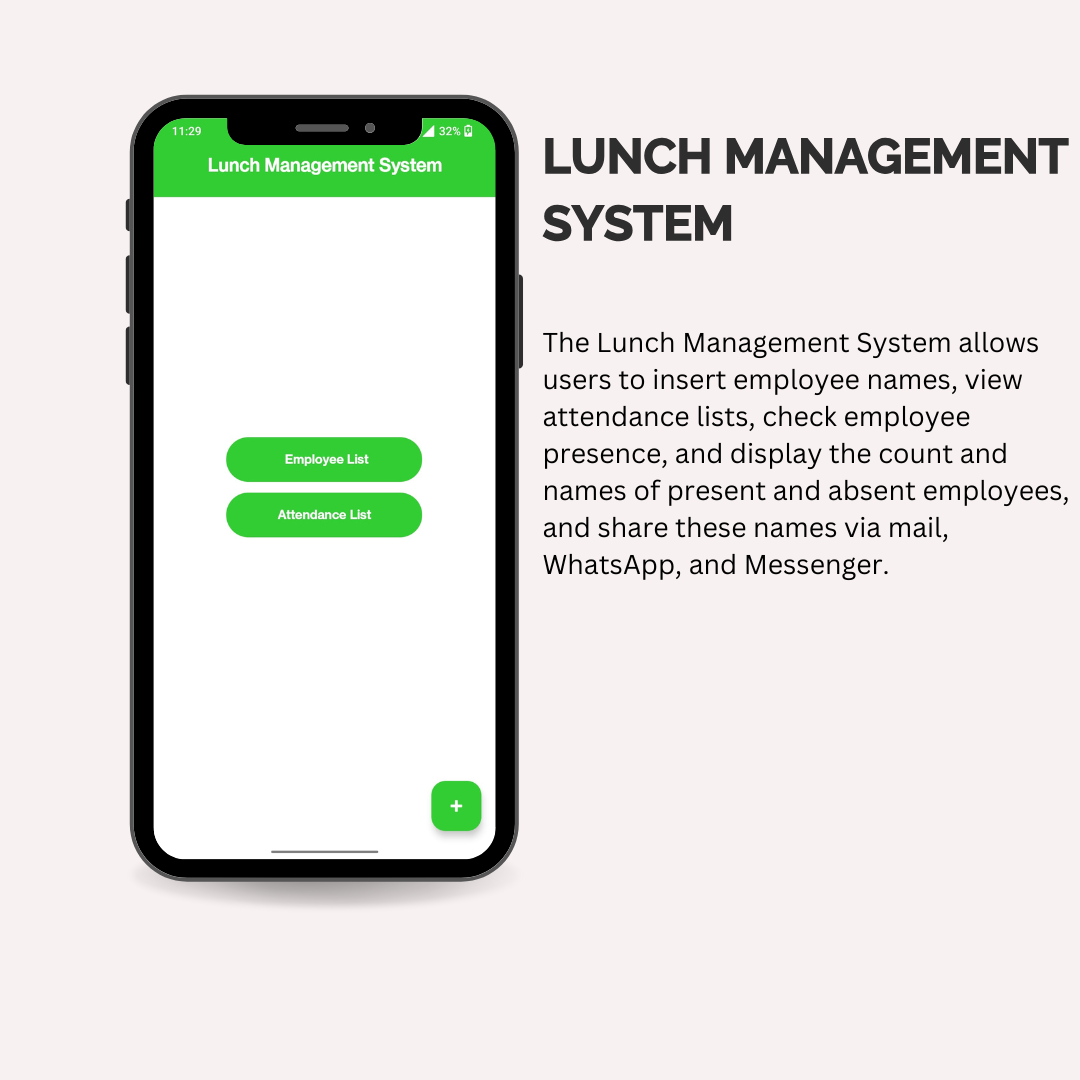 11:29
32%
Lunch Management System
Employee List
Attendance List
+
LUNCH MANAGEMENT
SYSTEM
The Lunch Management System allows
users to insert employee names, view
attendance lists, check employee
presence, and display the count and
names of present and absent employees,
and share these names via mail,
WhatsApp, and Messenger.